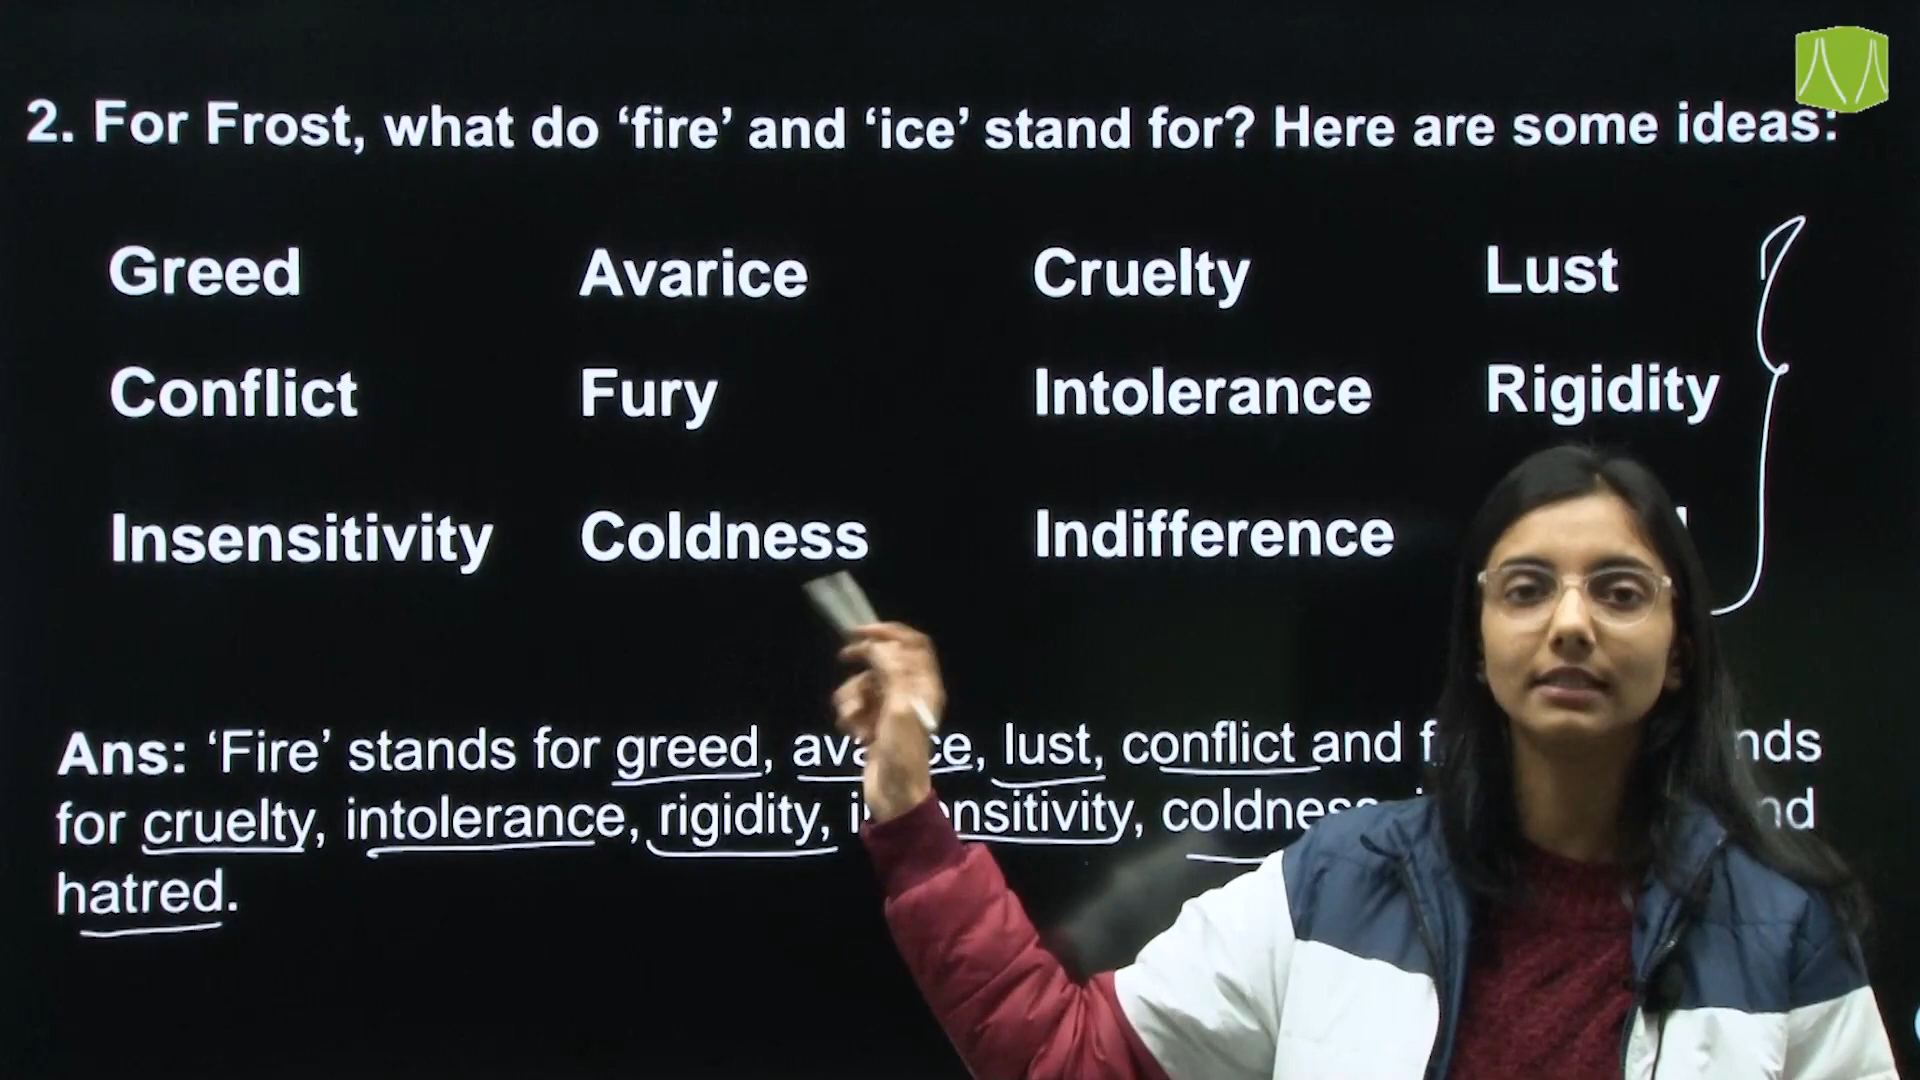 2. For Frost, what do ‘fire’ and ‘ice’ stand for? Here are some ideas:
Greed Avarice Cruelty Lust
Conflict Fury Intolerance Rigidity
Insensitivity Coldness Indifference
Ans: ‘Fire’ stands for greed, lust, conflict and
for cruelty, intolerance, rigidity, coldness
hatred.